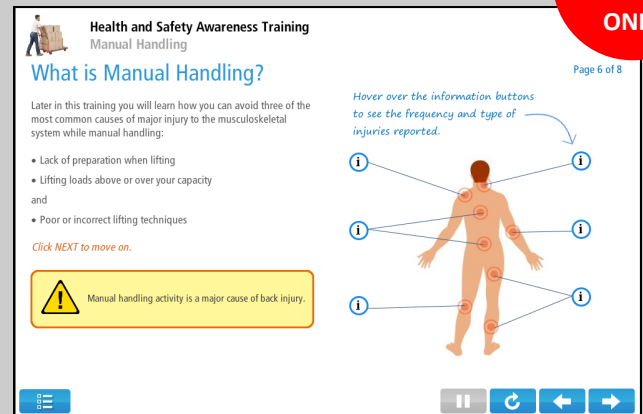 Health and Safety Awareness Training
Manual Handling
What is Manual Handling?
Page 6 of 8
Later in this training you will learn how you can avoid three of the
most common causes of major injury to the musculoskeletal
system while manual handling:
• Lack of preparation when lifting
• Lifting loads above or over your capacity
and
• Poor or incorrect lifting techniques
Click NEXT to move on.
Manual handling activity is a major cause of back injury.
Hover over the information buttons
to see the frequency and type of
injuries reported.
i
i
i
i
i
i